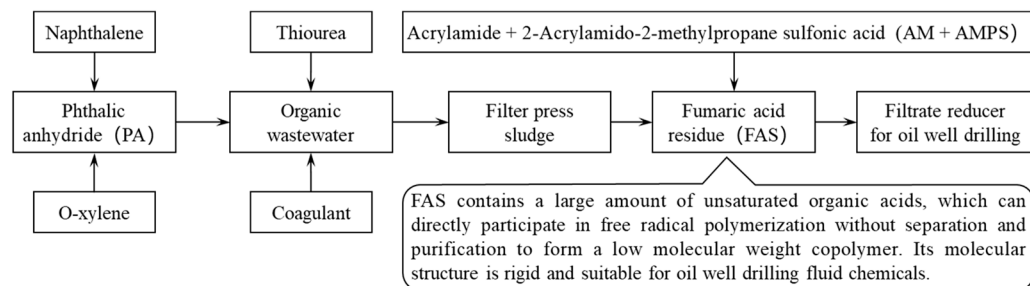 Naphthalene
Thiourea
Acrylamide + 2-Acrylamido-2-methylpropane sulfonic acid (AM + AMPS)
Phthalic
anhydride (PA)
Organic
wastewater
Filter press
sludge
Fumaric acid
residue (FAS)
Filtrate reducer
for oil well drilling
O-xylene
Coagulant
FAS contains a large amount of unsaturated organic acids, which can
directly participate in free radical polymerization without separation and
purification to form a low molecular weight copolymer. Its molecular
structure is rigid and suitable for oil well drilling fluid chemicals.